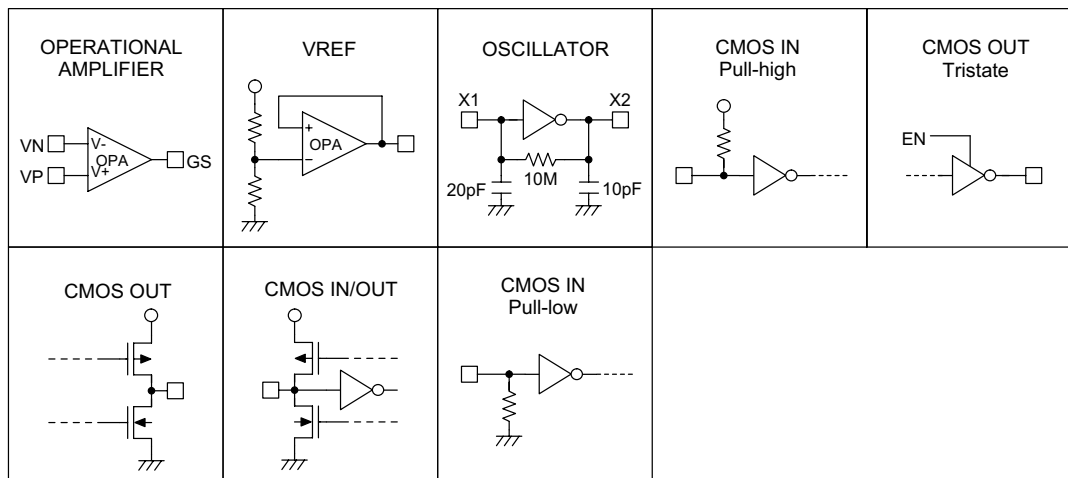 OPERATIONAL
AMPLIFIER
VN
V-
OPA
V+
VP
GS
VREF
+
OPA
−
OSCILLATOR
X1
X2
10M
20pF
10pF
CMOS IN
Pull-high
CMOS OUT
Tristate
EN
CMOS OUT
CMOS IN/OUT
CMOS IN
Pull-low